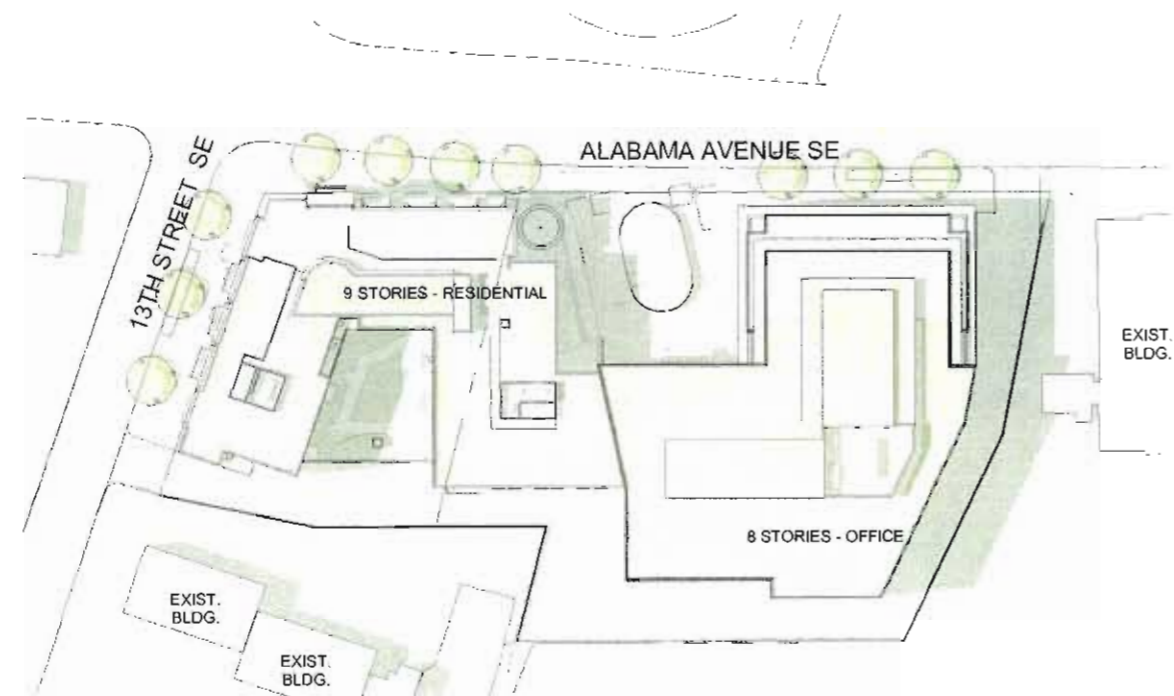 ALABAMA AVENUE SE
13TH STREET SE
9 STORIES - RESIDENTIAL
EXIST.
BLDG.
8 STORIES - OFFICE
EXIST.
BLDG.
EXIST.
BLDG.